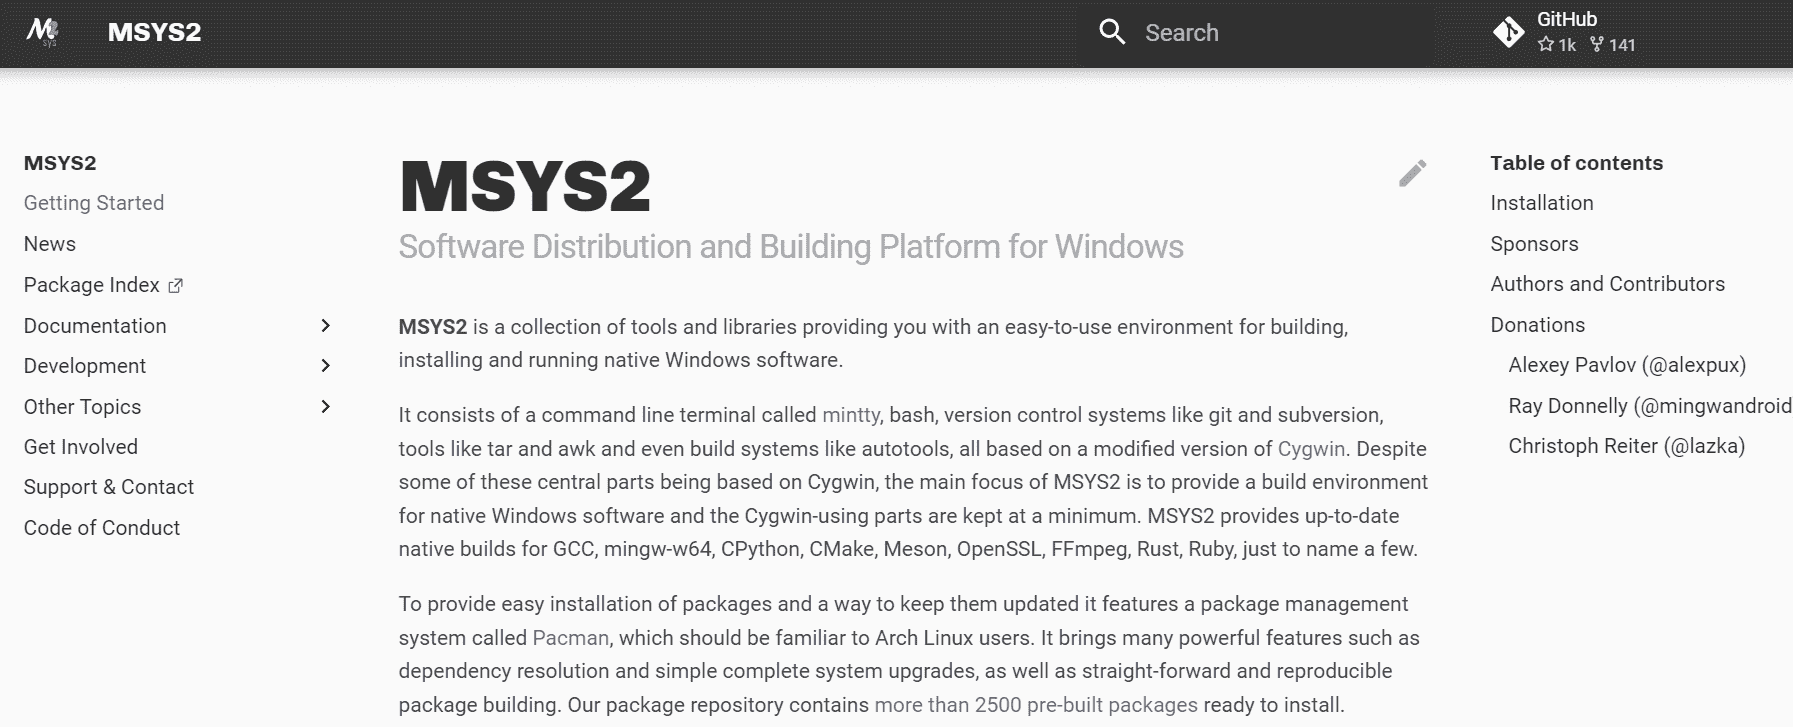 M2 sys
MSYS2
Search
GitHub
1k 141
MSYS2
Getting Started
News
Package Index
Documentation
Development
Other Topics
Get Involved
Support & Contact
Code of Conduct
MSYS2
Software Distribution and Building Platform for Windows
MSYS2 is a collection of tools and libraries providing you with an easy-to-use environment for building,
installing and running native Windows software.
It consists of a command line terminal called mintty, bash, version control systems like git and subversion,
tools like tar and awk and even build systems like autotools, all based on a modified version of Cygwin. Despite
some of these central parts being based on Cygwin, the main focus of MSYS2 is to provide a build environment
for native Windows software and the Cygwin-using parts are kept at a minimum. MSYS2 provides up-to-date
native builds for GCC, mingw-w64, CPython, CMake, Meson, OpenSSL, FFmpeg, Rust, Ruby, just to name a few.
To provide easy installation of packages and a way to keep them updated it features a package management
system called Pacman, which should be familiar to Arch Linux users. It brings many powerful features such as
dependency resolution and simple complete system upgrades, as well as straight-forward and reproducible
package building. Our package repository contains more than 2500 pre-built packages ready to install.
Table of contents
Installation
Sponsors
Authors and Contributors
Donations
Alexey Pavlov (@alexpux)
Ray Donnelly (@mingwandroid
Christoph Reiter (@lazka)